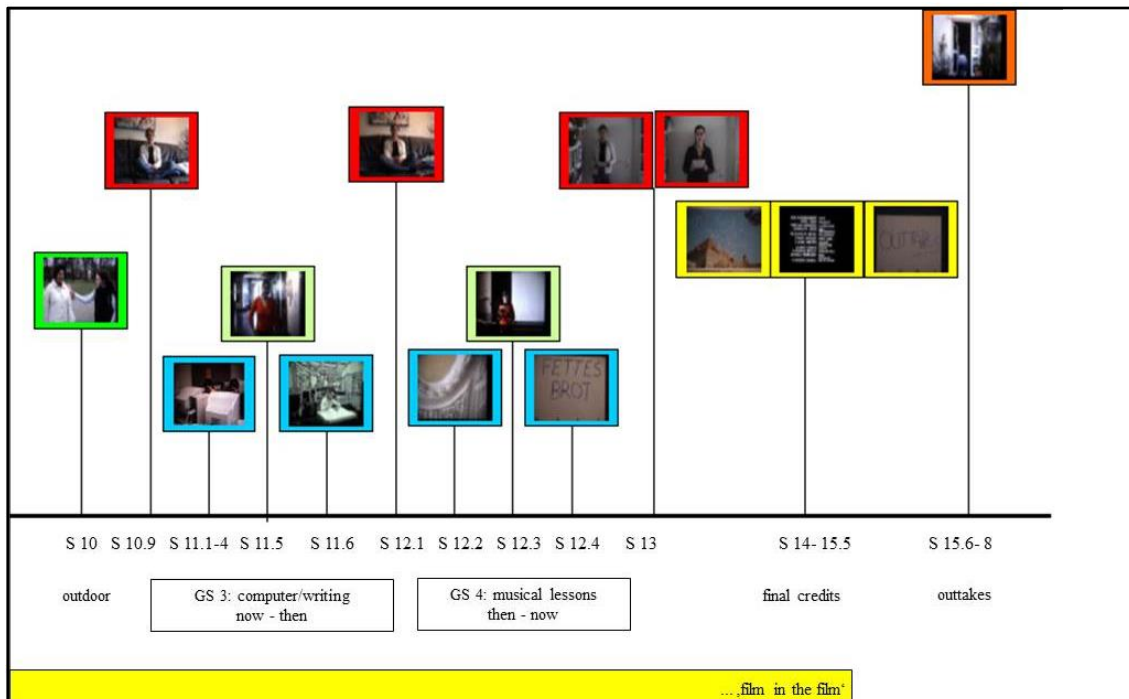 OUT
FETTES
BROT
S 10
S 10.9
S 11.1-4
S 11.5
S 11.6
S 12.1
S 12.2
S 12.3
S 12.4
S 13
S 14- 15.5
S 15.6- 8
outdoor
GS 3: computer/writing
now - then
GS 4: musical lessons
then - now
final credits
outtakes
... ‚film in the film‘